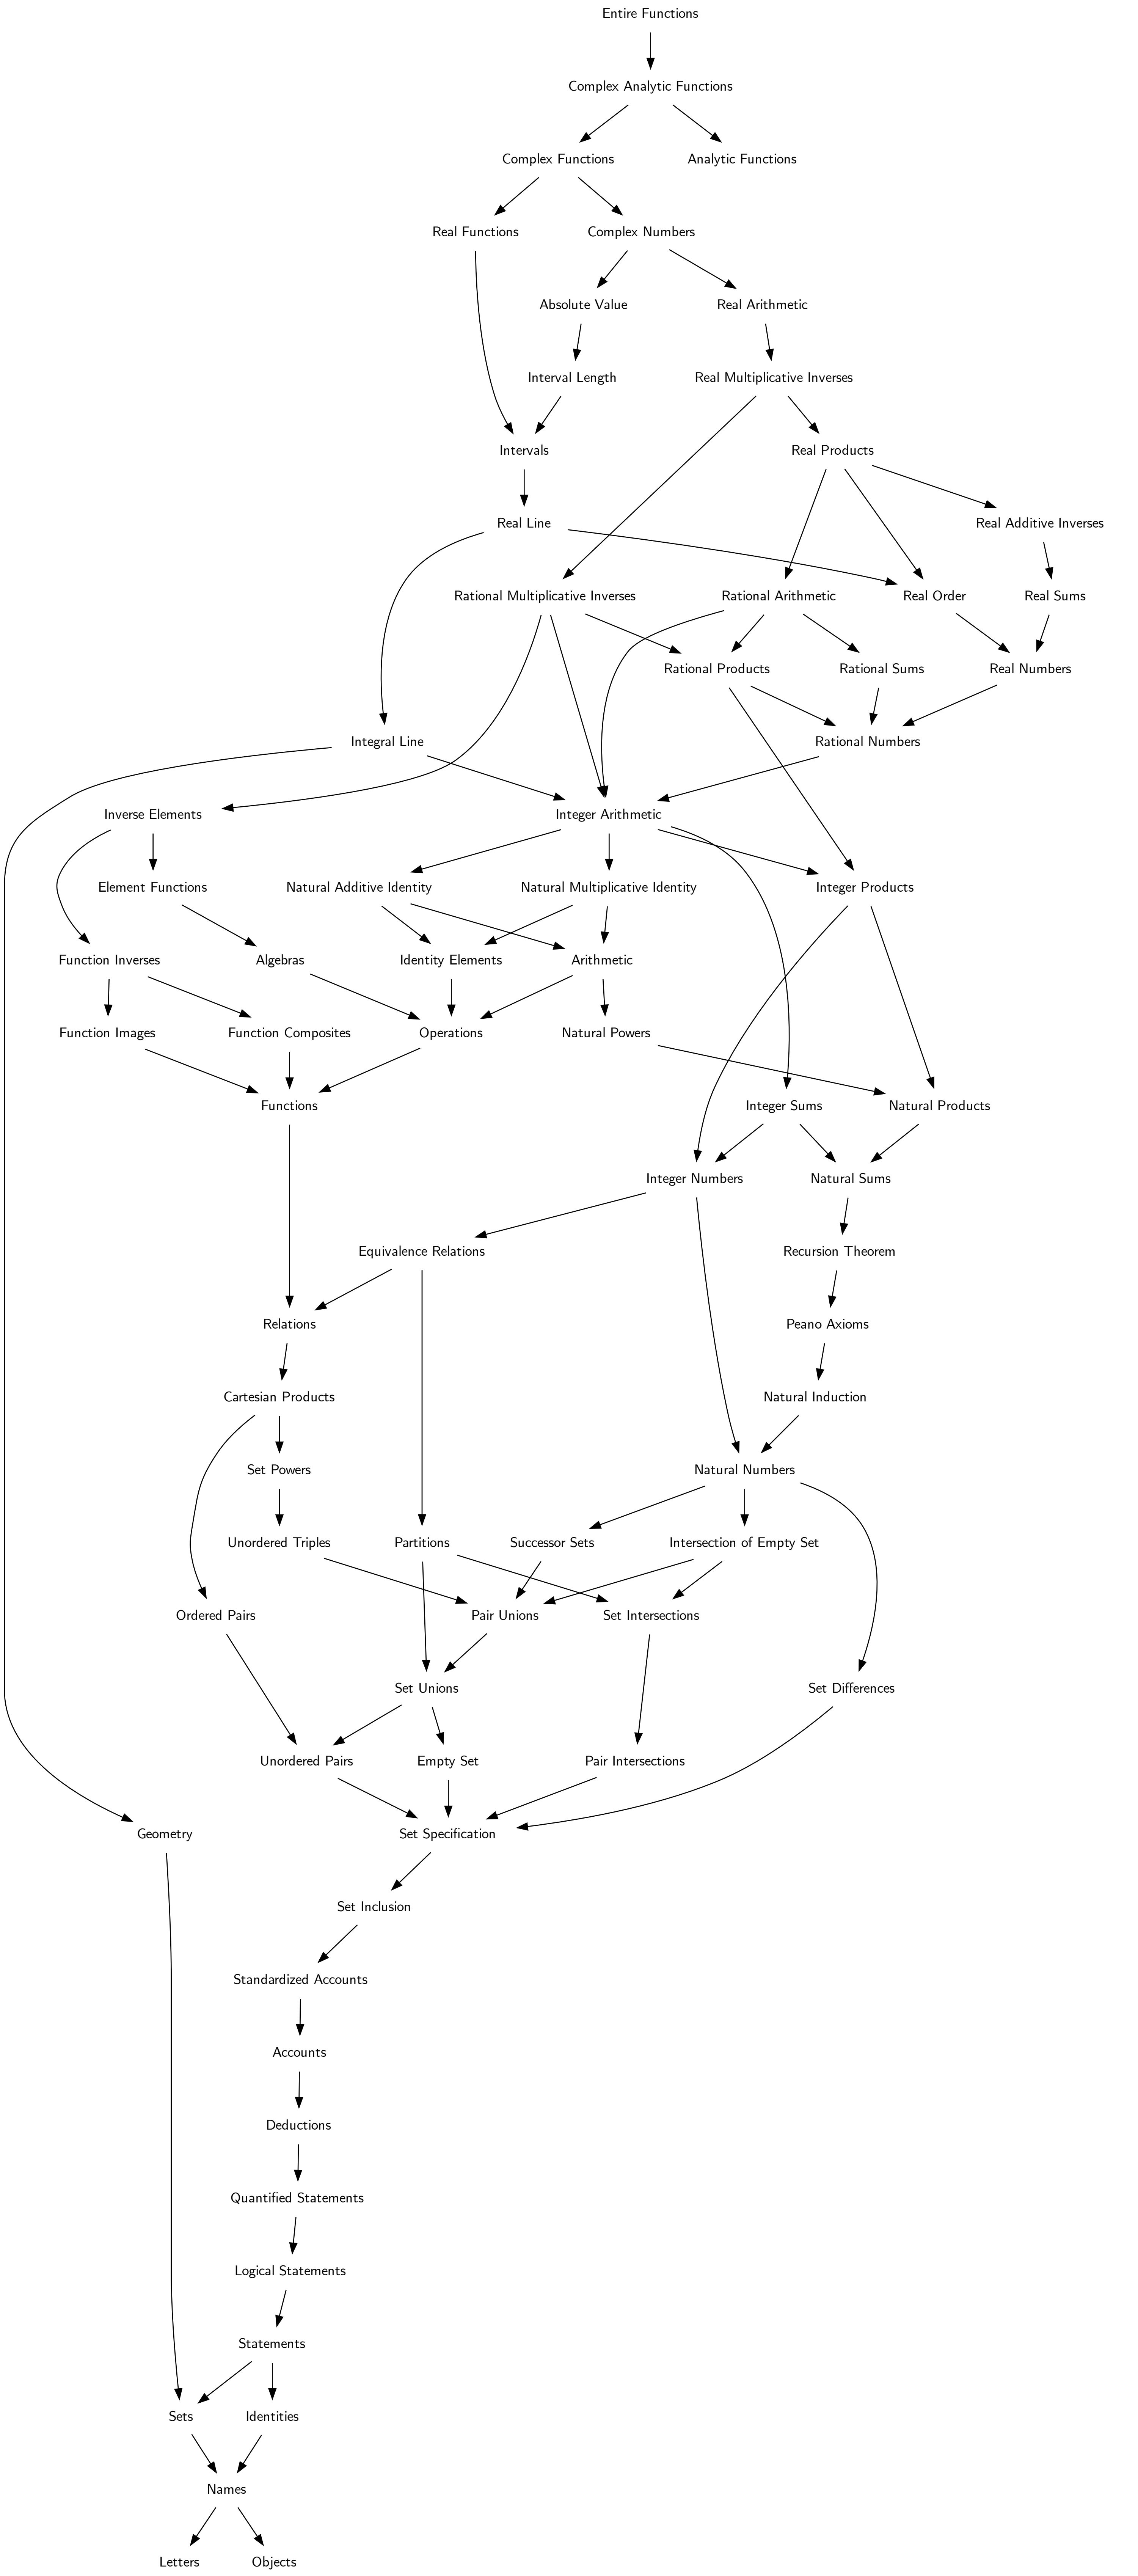 Entire Functions
Complex Analytic Functions
Complex Functions
Analytic Functions
Real Functions
Complex Numbers
Absolute Value
Real Arithmetic
Interval Length
Real Multiplicative Inverses
Intervals
Real Products
Real Line
Real Additive Inverses
Rational Multiplicative Inverses
Rational Arithmetic
Real Order
Real Sums
Rational Products
Rational Sums
Real Numbers
Integral Line
Rational Numbers
Inverse Elements
Integer Arithmetic
Element Functions
Natural Additive Identity
Natural Multiplicative Identity
Integer Products
Function Inverses
Algebras
Identity Elements
Arithmetic
Function Images
Function Composites
Operations
Natural Powers
Functions
Integer Sums
Natural Products
Integer Numbers
Natural Sums
Equivalence Relations
Recursion Theorem
Relations
Peano Axioms
Cartesian Products
Natural Induction
Set Powers
Natural Numbers
Unordered Triples
Partitions
Successor Sets
Intersection of Empty Set
Ordered Pairs
Pair Unions
Set Intersections
Set Unions
Set Differences
Unordered Pairs
Empty Set
Pair Intersections
Geometry
Set Specification
Set Inclusion
Standardized Accounts
Accounts
Deductions
Quantified Statements
Logical Statements
Statements
Sets
Identities
Names
Letters
Objects